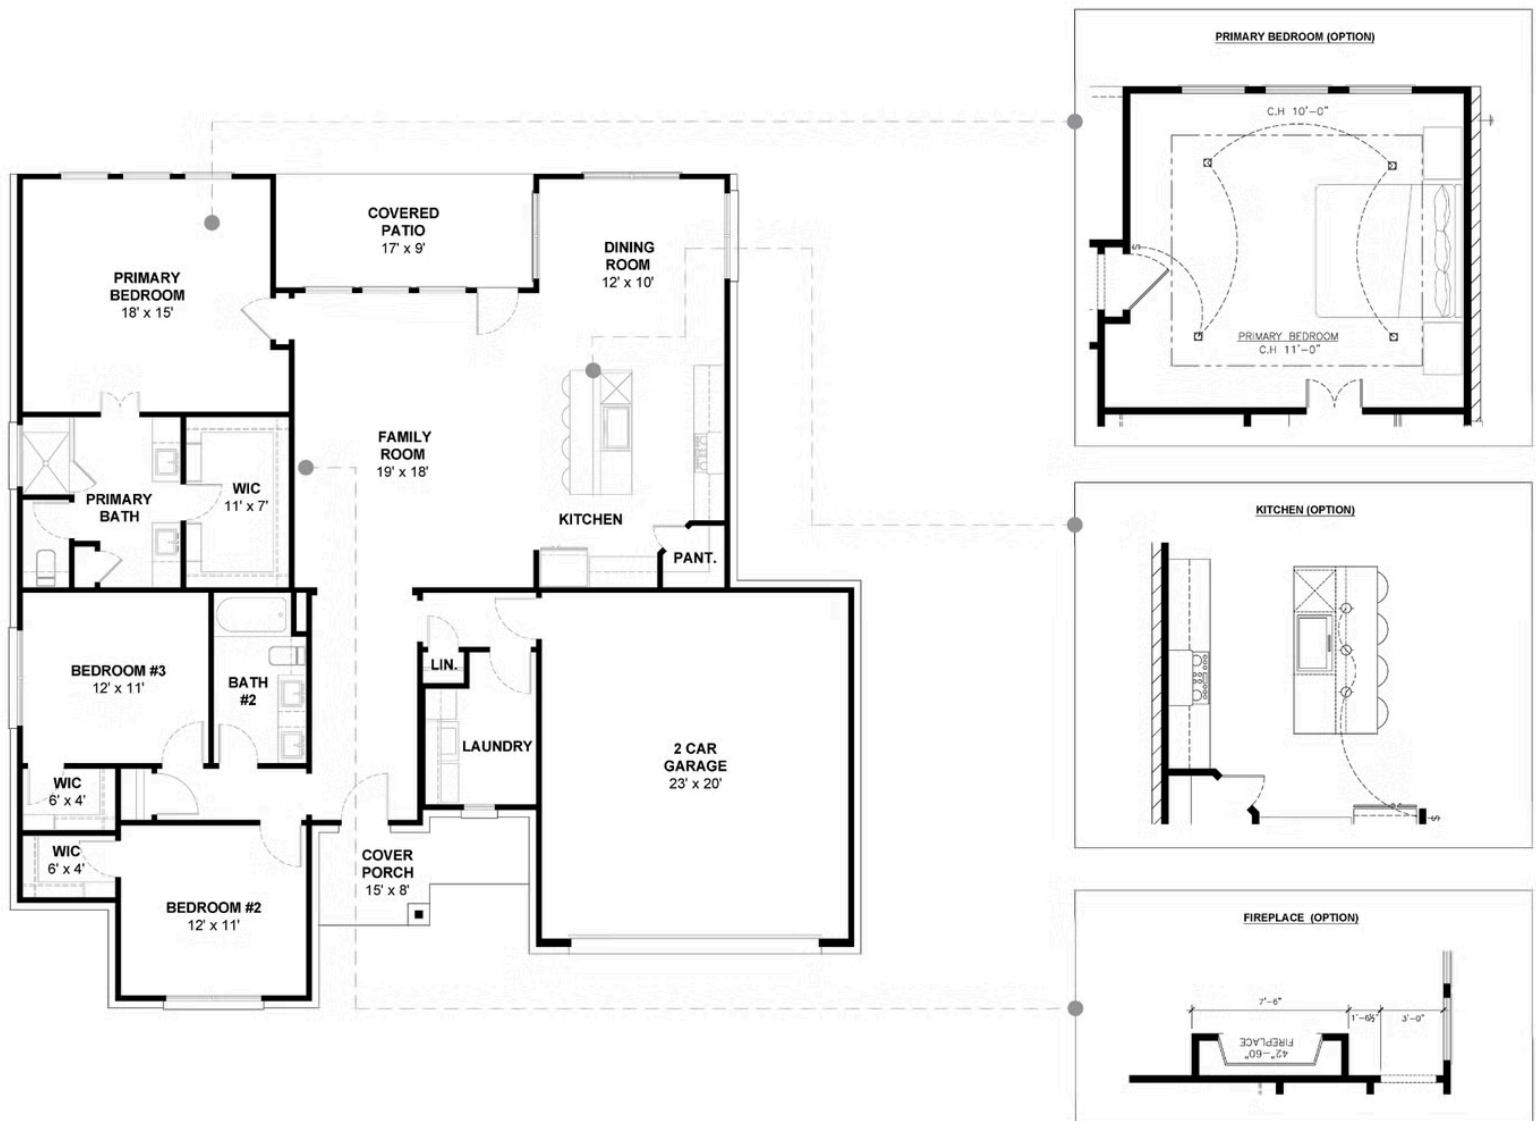 PRIMARY BEDROOM (OPTION)
C.H 10'-0"
PRIMARY BEDROOM
C.H 11'-0"
COVERED
PATIO
17' x 9'
DINING
ROOM
12' x 10'
PRIMARY
BEDROOM
18' x 15'
FAMILY
ROOM
19' x 18'
WIC
11' x 7'
PRIMARY
BATH
KITCHEN
PANT.
KITCHEN (OPTION)
S
S
BEDROOM #3
12' x 11'
BATH
#2
LIN.
LAUNDRY
2 CAR
GARAGE
23' x 20'
WIC
6' x 4'
WIC
6' x 4'
COVER
PORCH
15' x 8'
BEDROOM #2
12' x 11'
FIREPLACE (OPTION)
7'-6"
1'-6½"
3'-0"
FIREPLACE
42"-60"